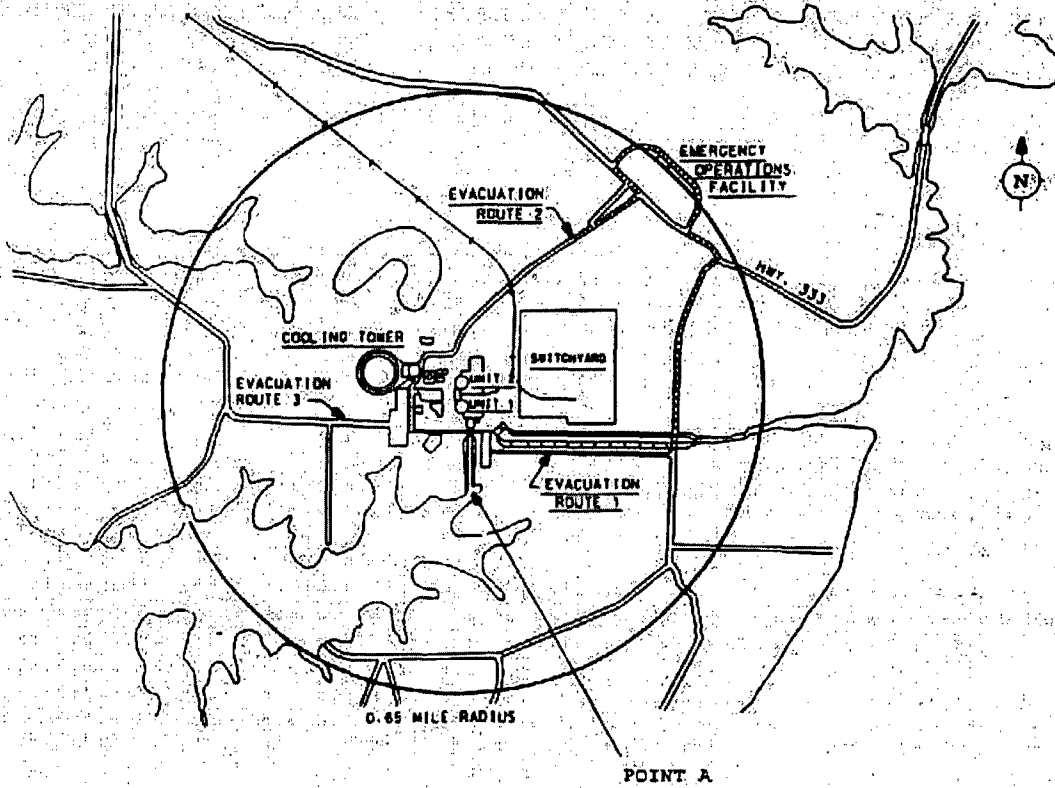 EMERGENCY
OPERATIONS
FACILITY
N
EVACUATION
ROUTE 2
HWY. 333
COOLING TOWER
SWITCHYARD
UNIT 2
EVACUATION
ROUTE 3
UNIT 1
EVACUATION
ROUTE 1
0.65 MILE RADIUS
POINT A